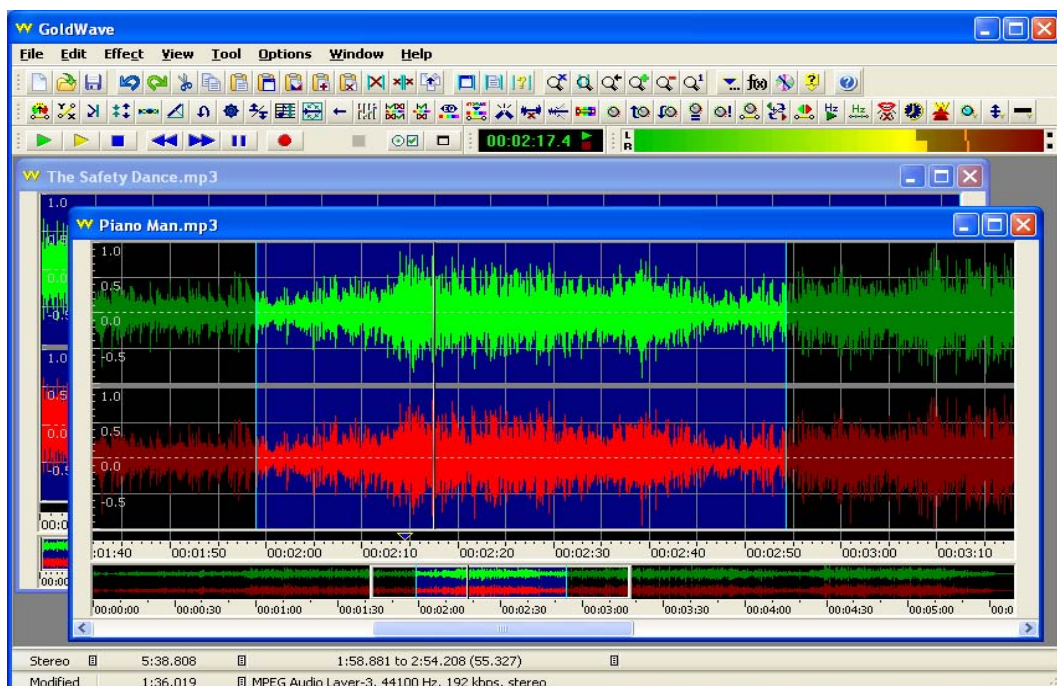 GoldWave
File Edit Effect View Tool Options Window Help
f(x)
Hz Hz
00:02:17.4 L
R
The Safety Dance.mp3
1.0
Piano Man.mp3
1.0
0.5
0.0
-0.5
1.0
0.5
0.0
-0.5
:01:40 00:01:50 00:02:00 00:02:10 00:02:20 00:02:30 00:02:40 00:02:50 00:03:00 00:03:10
00:00:00 00:00:30 00:01:00 00:01:30 00:02:00 00:02:30 00:03:00 00:03:30 00:04:00 00:04:30 00:05:00 00:0
Stereo 5:38.808 1:58.881 to 2:54.208 (55.327)
Modified 1:36.019 MPEG Audio Layer-3, 44100 Hz, 192 kbps, stereo